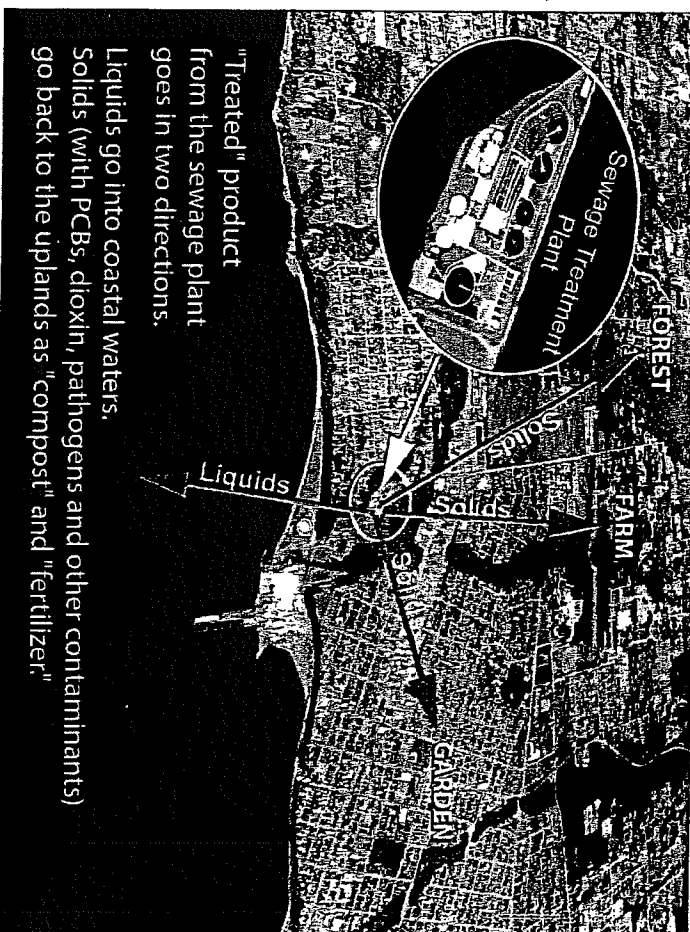 Sewage Treatment
Plant
FOREST
FARM
GARDEN
Solids
Solids
Liquids
"Treated" product
from the sewage plant
goes in two directions.
Liquids go into coastal waters.
Solids (with PCBs, dioxin, pathogens and other contaminants)
go back to the uplands as "compost" and "fertilizer."